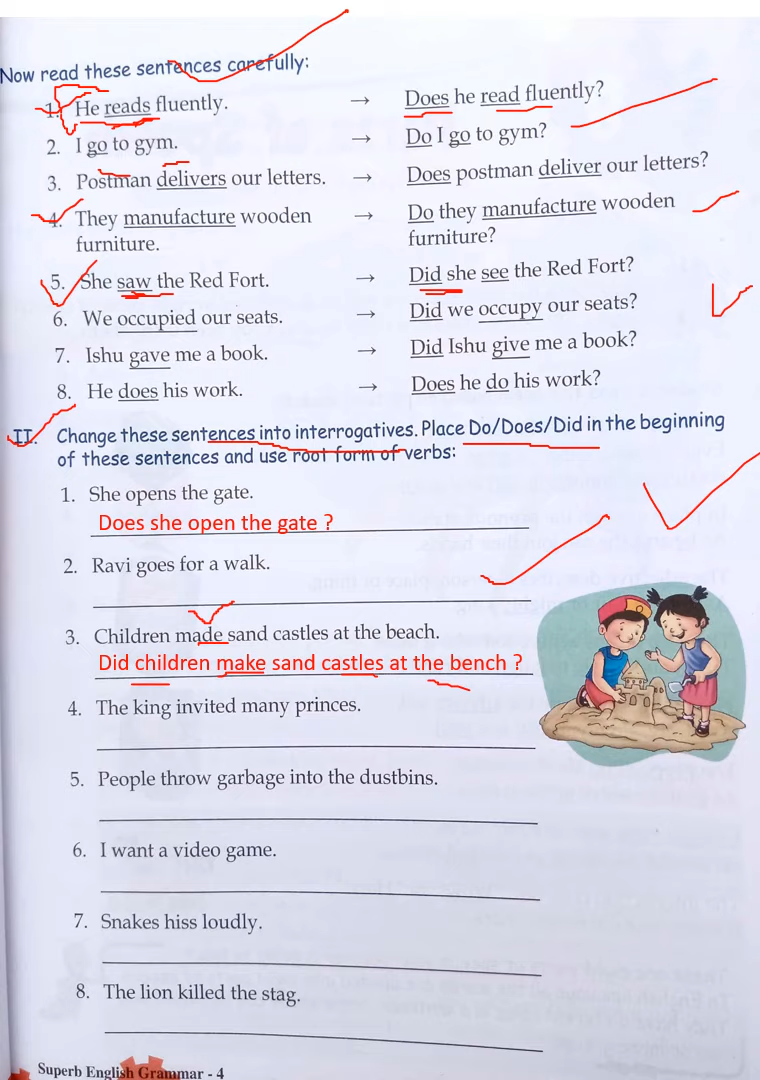 Now read these sentences carefully:
1. He reads fluently. → Does he read fluently?
2. I go to gym. → Do I go to gym?
3. Postman delivers our letters. → Does postman deliver our letters?
4. They manufacture wooden → Do they manufacture wooden
furniture. furniture?
5. She saw the Red Fort. → Did she see the Red Fort?
6. We occupied our seats. → Did we occupy our seats?
7. Ishu gave me a book. → Did Ishu give me a book?
8. He does his work. → Does he do his work?
II. Change these sentences into interrogatives. Place Do/Does/Did in the beginning
of these sentences and use root form of verbs:
1. She opens the gate.
Does she open the gate ?
2. Ravi goes for a walk.
3. Children made sand castles at the beach.
Did children make sand castles at the bench ?
4. The king invited many princes.
5. People throw garbage into the dustbins.
6. I want a video game.
7. Snakes hiss loudly.
8. The lion killed the stag.
Superb English Grammar - 4